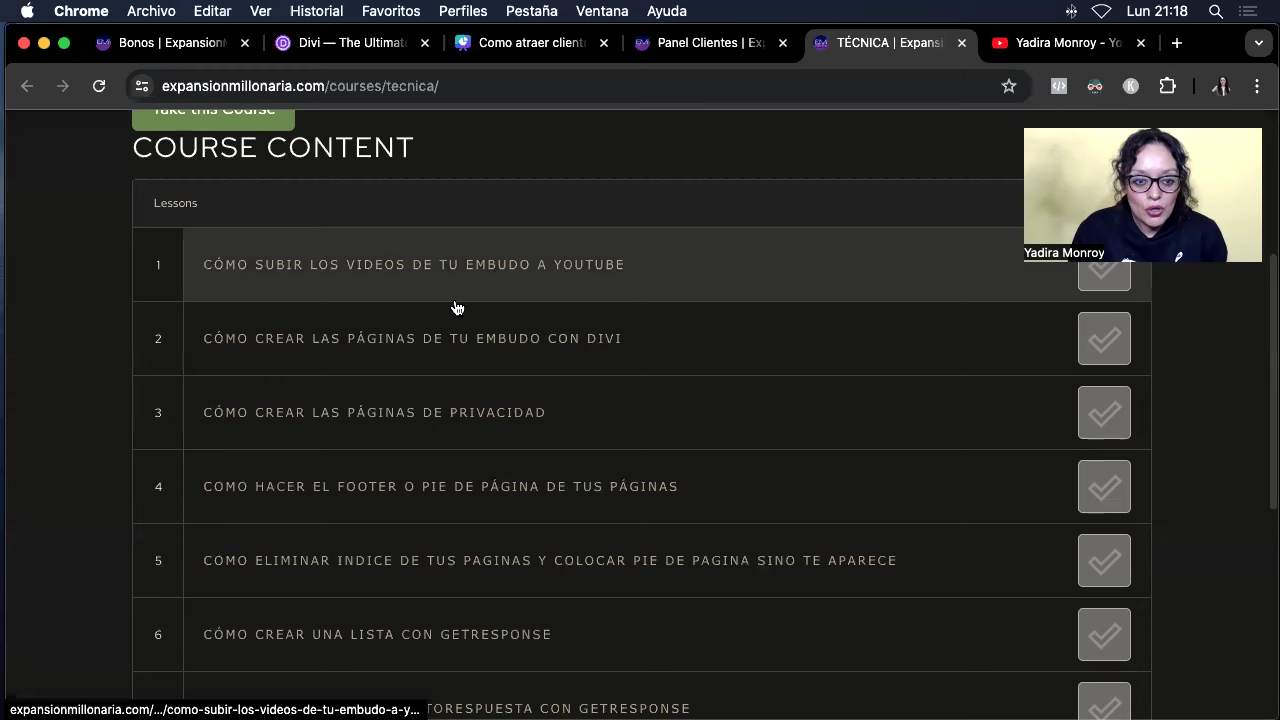 Chrome Archivo Editar Ver Historial Favoritos Perfiles Pestaña Ventana Ayuda Lun 21:18
Bonos | Expansion Divi — The Ultimat Como atraer client Panel Clientes | Ex TÉCNICA | Expansi Yadira Monroy - Yo
expansionmillonaria.com/courses/tecnica/
Take this Course
COURSE CONTENT
Lessons
Yadira Monroy
1 CÓMO SUBIR LOS VIDEOS DE TU EMBUDO A YOUTUBE
2 CÓMO CREAR LAS PÁGINAS DE TU EMBUDO CON DIVI
3 CÓMO CREAR LAS PÁGINAS DE PRIVACIDAD
4 COMO HACER EL FOOTER O PIE DE PÁGINA DE TUS PÁGINAS
5 COMO ELIMINAR INDICE DE TUS PAGINAS Y COLOCAR PIE DE PAGINA SINO TE APARECE
6 CÓMO CREAR UNA LISTA CON GETRESPONSE
TORESPUESTA CON GETRESPONSE
expansionmillonaria.com/.../como-subir-los-videos-de-tu-embudo-a-y...